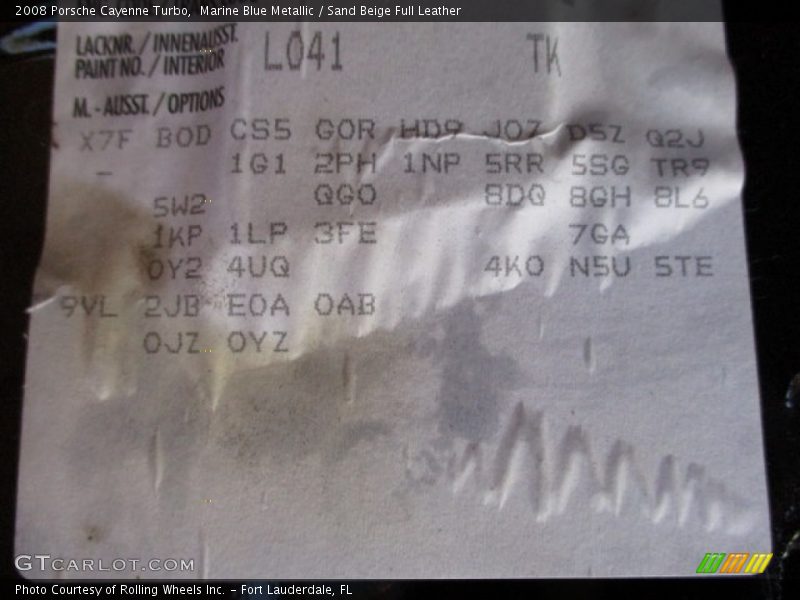 2008 Porsche Cayenne Turbo, Marine Blue Metallic / Sand Beige Full Leather
LACKNR./INNENAUSST. L041 TK
PAINT NO./INTERIOR
M.-AUSST./OPTIONS
X7F BOD CS5 GOR HD9 JOZ D5Z Q2J
– 1G1 2PH 1NP 5RR 5SG TR9
5W2 QGO 8DQ 8GH 8L6
1KP 1LP 3FE 7GA
0Y2 4UQ 4K0 N5U 5TE
9VL 2JB E0A 0AB
0JZ 0YZ
GTCARLOT.COM
Photo Courtesy of Rolling Wheels Inc. – Fort Lauderdale, FL